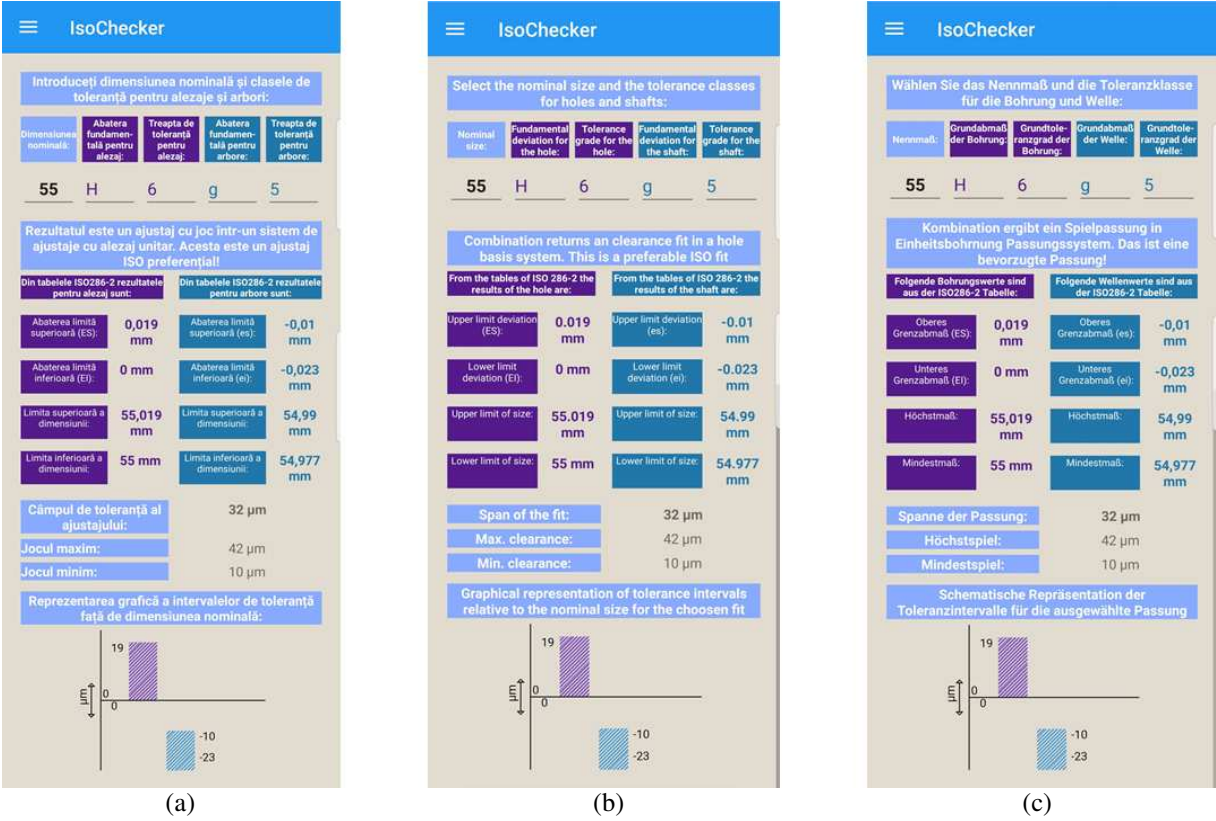 IsoChecker
Introduceți dimensiunea nominală și clasele de
toleranță pentru alezaje și arbori:
Dimensiunea
nominală:
Abatera
fundamen-
tală pentru
alezaj:
Treapta de
toleranță
pentru
alezaj:
Abatera
fundamen-
tală pentru
arbore:
Treapta de
toleranță
pentru
arbore:
55 H 6 g 5
Rezultatul este un ajustaj cu joc într-un sistem de
ajustaje cu alezaj unitar. Acesta este un ajustaj
ISO preferențial!
Din tabelele ISO286-2 rezultatele
pentru alezaj sunt:
Din tabelele ISO286-2 rezultatele
pentru arbore sunt:
Abaterea limită
superioară (ES):
0,019
mm
Abaterea limită
superioară (es):
-0,01
mm
Abaterea limită
inferioară (EI):
0 mm
Abaterea limită
inferioară (ei):
-0,023
mm
Limita superioară a
dimensiunii:
55,019
mm
Limita superioară a
dimensiunii:
54,99
mm
Limita inferioară a
dimensiunii:
55 mm
Limita inferioară a
dimensiunii:
54,977
mm
Câmpul de toleranță al
ajustajului:
32 μm
Jocul maxim:
42 μm
Jocul minim:
10 μm
Reprezentarea grafică a intervalelor de toleranță
față de dimensiunea nominală:
19
μm
0
0
-10
-23
(a)
IsoChecker
Select the nominal size and the tolerance classes
for holes and shafts:
Nominal
size:
Fundamental
deviation for
the hole:
Tolerance
grade for the
hole:
Fundamental
deviation for
the shaft:
Tolerance
grade for the
shaft:
55 H 6 g 5
Combination returns an clearance fit in a hole
basis system. This is a preferable ISO fit
From the tables of ISO 286-2 the
results of the hole are:
From the tables of ISO 286-2 the
results of the shaft are:
Upper limit deviation
(ES):
0.019
mm
Upper limit deviation
(es):
-0.01
mm
Lower limit
deviation (EI):
0 mm
Lower limit
deviation (ei):
-0.023
mm
Upper limit of size:
55.019
mm
Upper limit of size:
54.99
mm
Lower limit of size:
55 mm
Lower limit of size:
54.977
mm
Span of the fit:
32 μm
Max. clearance:
42 μm
Min. clearance:
10 μm
Graphical representation of tolerance intervals
relative to the nominal size for the choosen fit
19
μm
0
0
-10
-23
(b)
IsoChecker
Wählen Sie das Nennmaß und die Toleranzklasse
für die Bohrung und Welle:
Nennmaß:
Grundabmaß
der Bohrung:
Grundtole-
ranzgrad der
Bohrung:
Grundabmaß
der Welle:
Grundtole-
ranzgrad der
Welle:
55 H 6 g 5
Kombination ergibt ein Spielpassung in
Einheitsbohrnung Passungssystem. Das ist eine
bevorzugte Passung!
Folgende Bohrungswerte sind
aus der ISO286-2 Tabelle:
Folgende Wellenwerte sind aus
der ISO286-2 Tabelle:
Oberes
Grenzabmaß (ES):
0,019
mm
Oberes
Grenzabmaß (es):
-0,01
mm
Unteres
Grenzabmaß (EI):
0 mm
Unteres
Grenzabmaß (ei):
-0,023
mm
Höchstmaß:
55,019
mm
Höchstmaß:
54,99
mm
Mindestmaß:
55 mm
Mindestmaß:
54,977
mm
Spanne der Passung:
32 μm
Höchstspiel:
42 μm
Mindestspiel:
10 μm
Schematische Repräsentation der
Toleranzintervalle für die ausgewählte Passung
19
μm
0
0
-10
-23
(c)